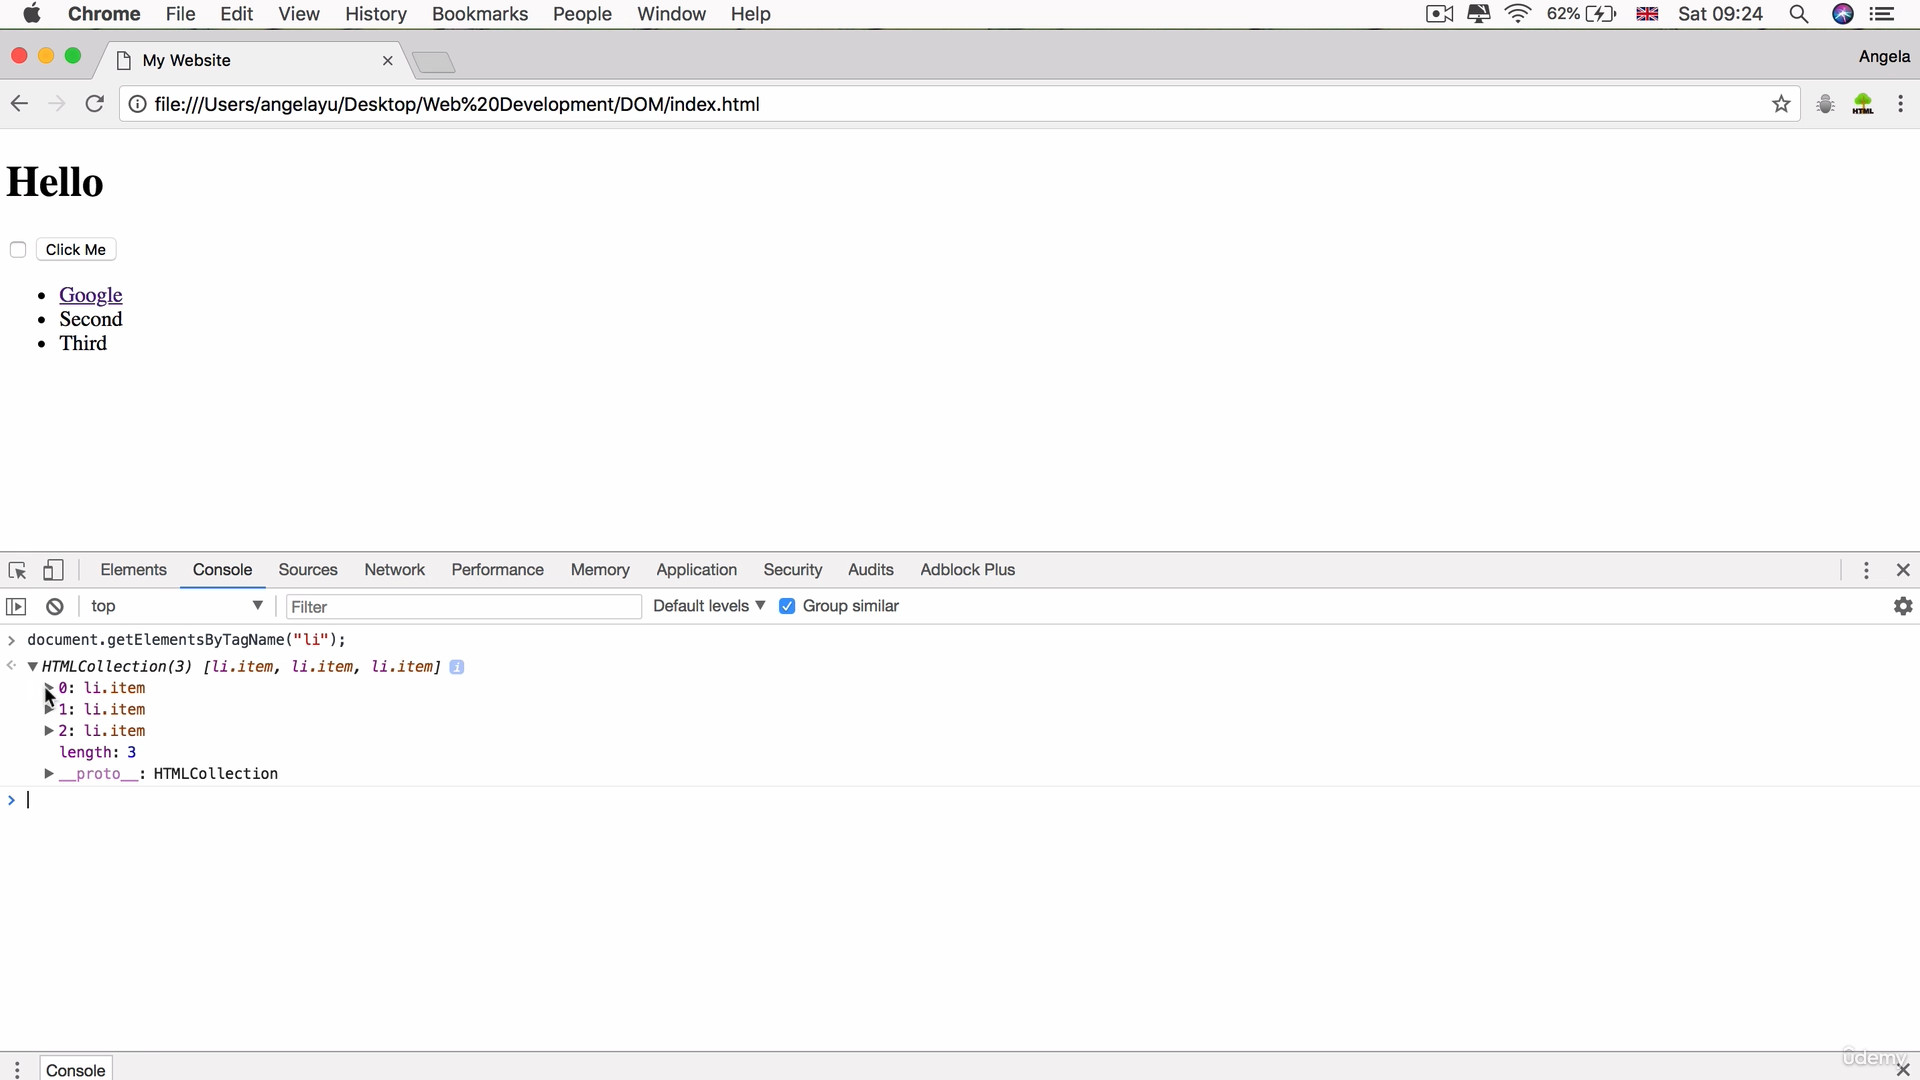 Chrome File Edit View History Bookmarks People Window Help 62% Sat 09:24
My Website Angela
file:///Users/angelayu/Desktop/Web%20Development/DOM/index.html HTML
Hello
Click Me
Google
Second
Third
Elements Console Sources Network Performance Memory Application Security Audits Adblock Plus
top Filter Default levels Group similar
document.getElementsByTagName("li");
HTMLCollection(3) [li.item, li.item, li.item] i
0: li.item
1: li.item
2: li.item
length: 3
__proto__: HTMLCollection
Console
ûdemy